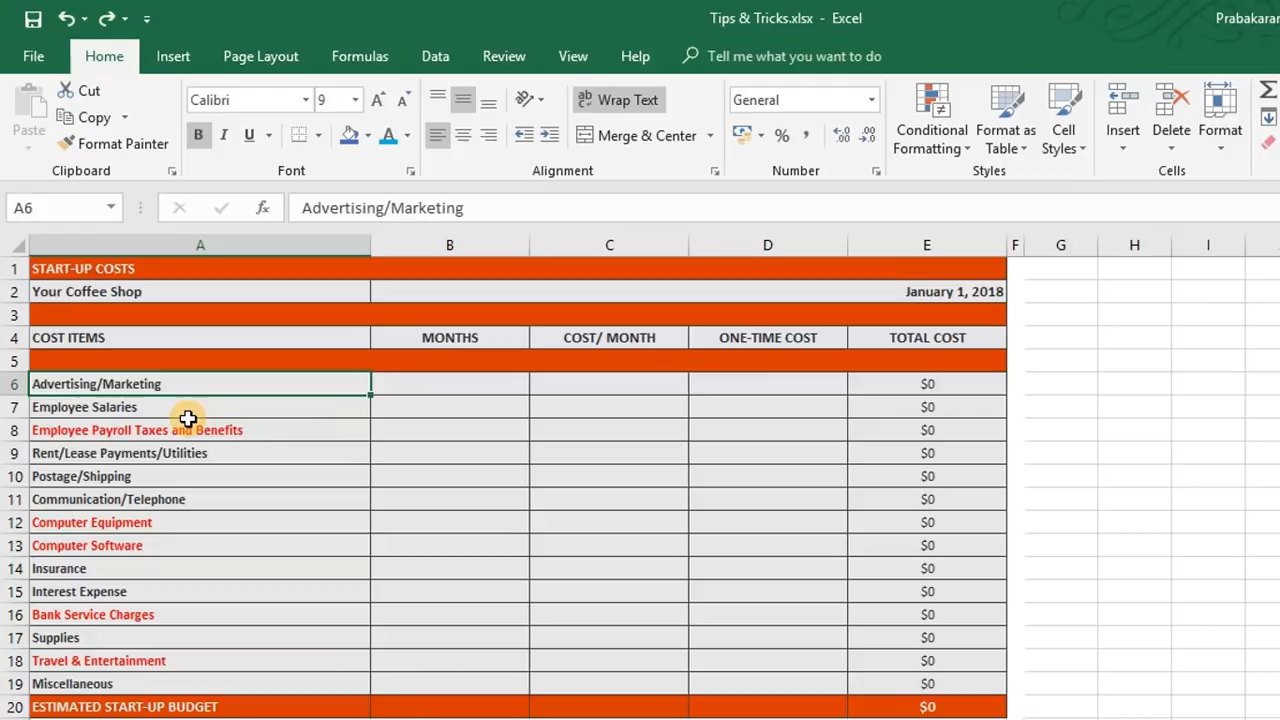 Tips & Tricks.xlsx - Excel
Prabakaran
File Home Insert Page Layout Formulas Data Review View Help Tell me what you want to do
Paste
Cut
Copy
Format Painter
Clipboard
Calibri 9
B I U
Font
Wrap Text
Merge & Center
Alignment
General
Number
Conditional Formatting
Format as Table
Cell Styles
Styles
Insert Delete Format
Cells
A6 fx Advertising/Marketing
A B C D E F G H I
1 START-UP COSTS
2 Your Coffee Shop January 1, 2018
3
4 COST ITEMS MONTHS COST/ MONTH ONE-TIME COST TOTAL COST
5
6 Advertising/Marketing $0
7 Employee Salaries $0
8 Employee Payroll Taxes and Benefits $0
9 Rent/Lease Payments/Utilities $0
10 Postage/Shipping $0
11 Communication/Telephone $0
12 Computer Equipment $0
13 Computer Software $0
14 Insurance $0
15 Interest Expense $0
16 Bank Service Charges $0
17 Supplies $0
18 Travel & Entertainment $0
19 Miscellaneous $0
20 ESTIMATED START-UP BUDGET $0